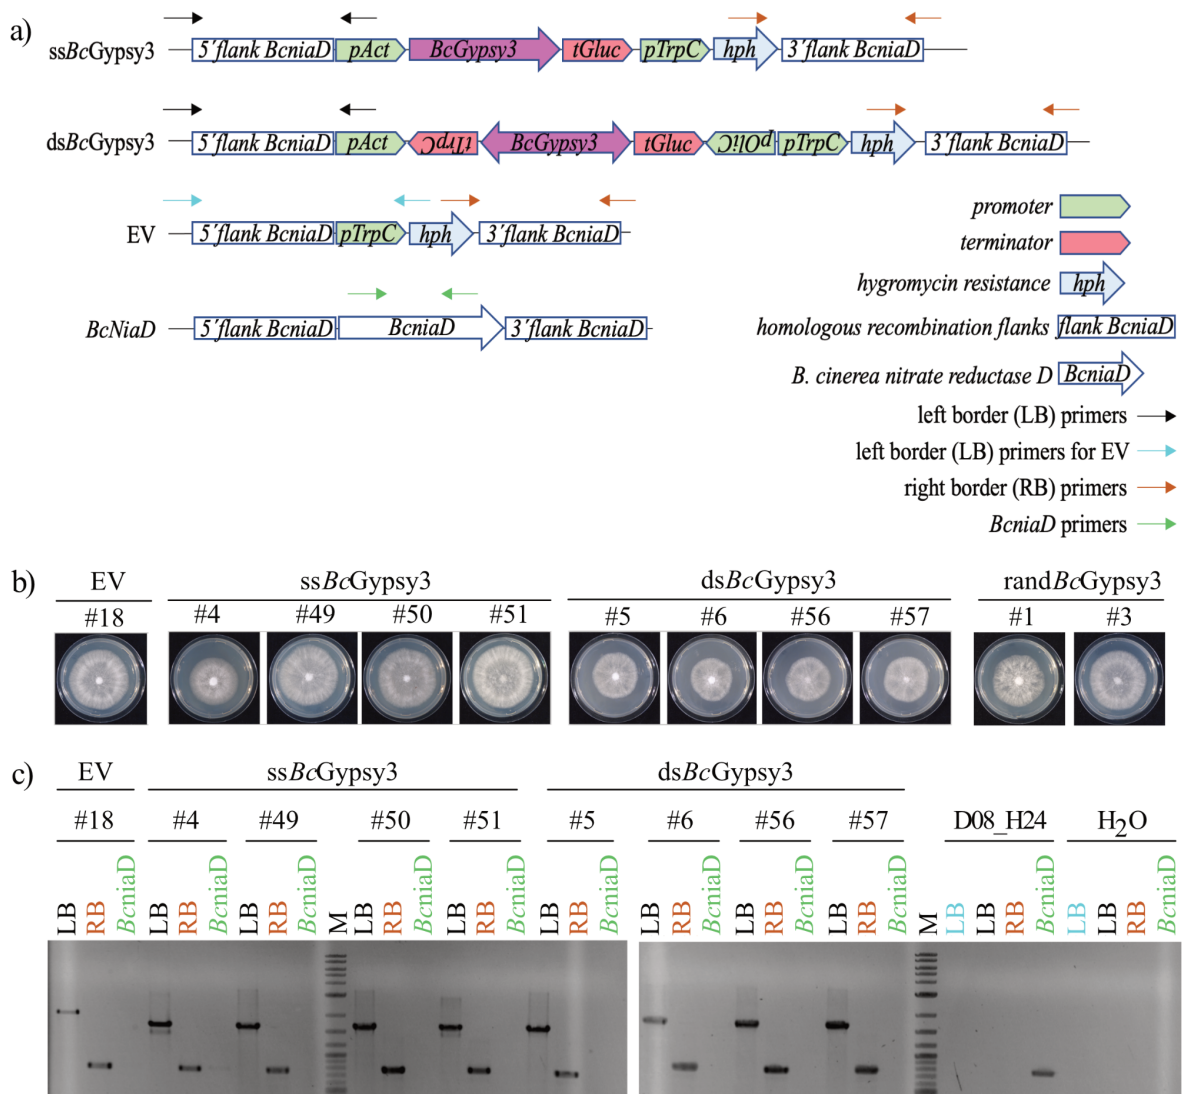 a)
ssBcGypsy3
5´flank BcniaD pAct BcGypsy3 tGluc pTrpC hph 3´flank BcniaD
dsBcGypsy3
5´flank BcniaD pAct tTrpC BcGypsy3 tGluc pOliC pTrpC hph 3´flank BcniaD
EV
5´flank BcniaD pTrpC hph 3´flank BcniaD
BcNiaD
5´flank BcniaD BcniaD 3´flank BcniaD
promoter
terminator
hygromycin resistance hph
homologous recombination flanks flank BcniaD
B. cinerea nitrate reductase D BcniaD
left border (LB) primers
left border (LB) primers for EV
right border (RB) primers
BcniaD primers
b)
EV ssBcGypsy3 dsBcGypsy3 randBcGypsy3
#18 #4 #49 #50 #51 #5 #6 #56 #57 #1 #3
c)
EV ssBcGypsy3 dsBcGypsy3
#18 #4 #49 #50 #51 #5 #6 #56 #57 D08_H24 H2O
LB RB BcniaD LB RB BcniaD LB RB BcniaD M LB RB BcniaD LB RB BcniaD LB RB BcniaD LB RB BcniaD LB RB BcniaD LB RB BcniaD M LB LB RB BcniaD LB LB RB BcniaD